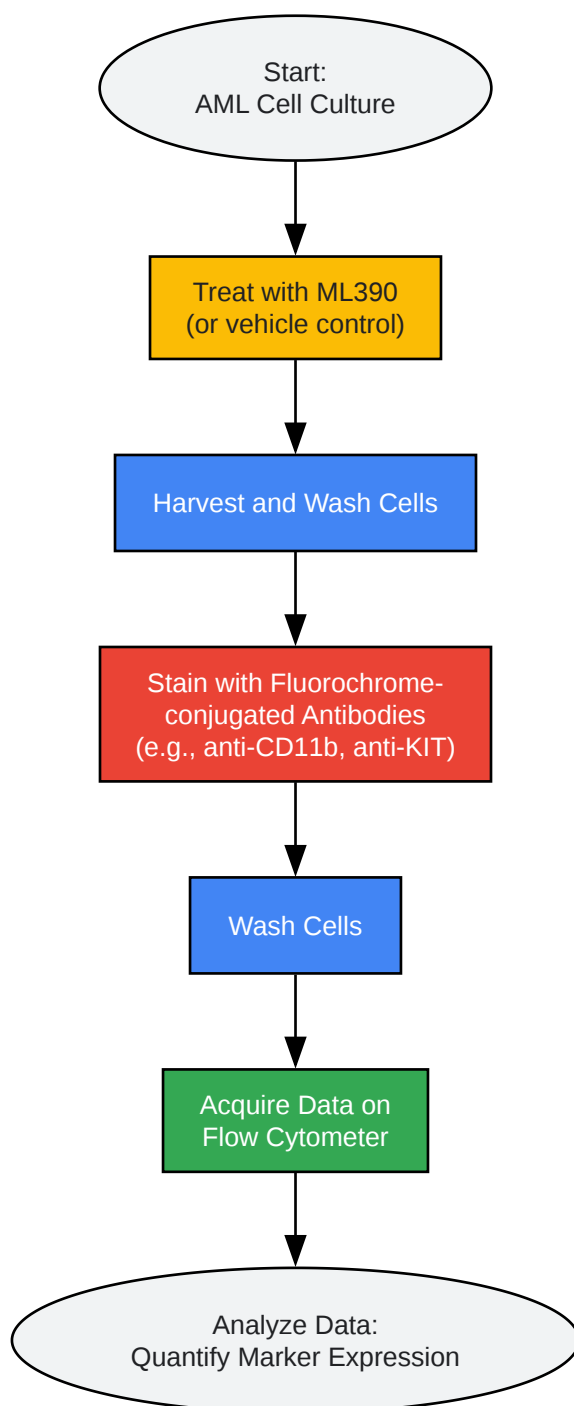 Start:
AML Cell Culture
Treat with ML390
(or vehicle control)
Harvest and Wash Cells
Stain with Fluorochrome-
conjugated Antibodies
(e.g., anti-CD11b, anti-KIT)
Wash Cells
Acquire Data on
Flow Cytometer
Analyze Data:
Quantify Marker Expression